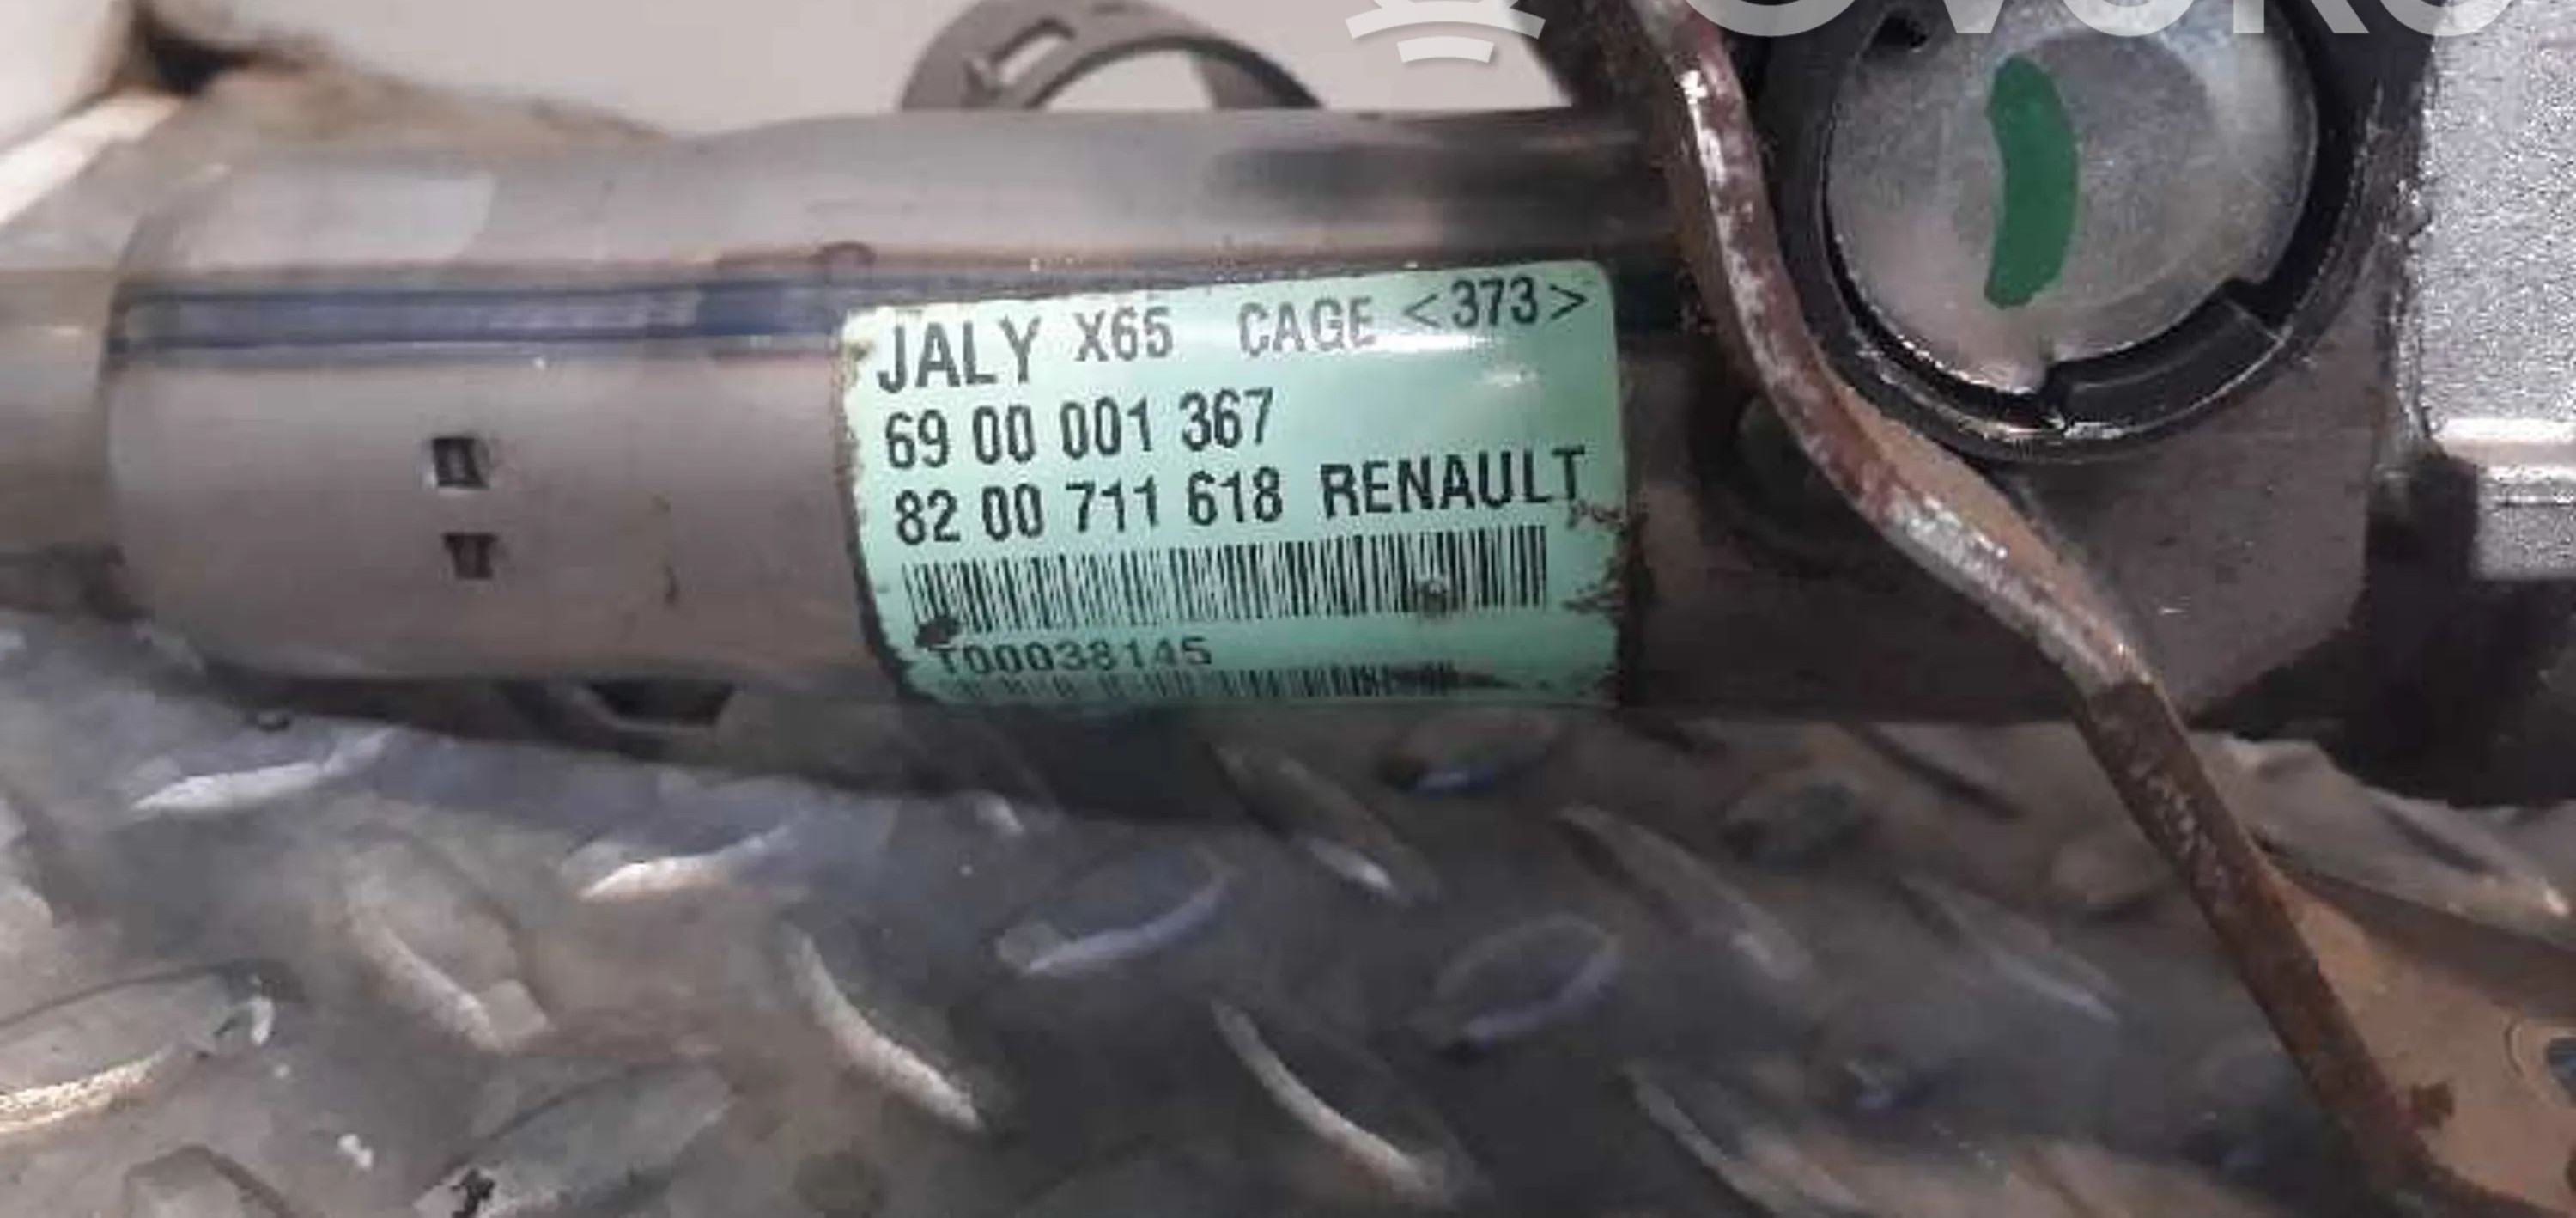 JALY X65 CAGE <373>
69 00 001 367
82 00 711 618 RENAULT
T00038145